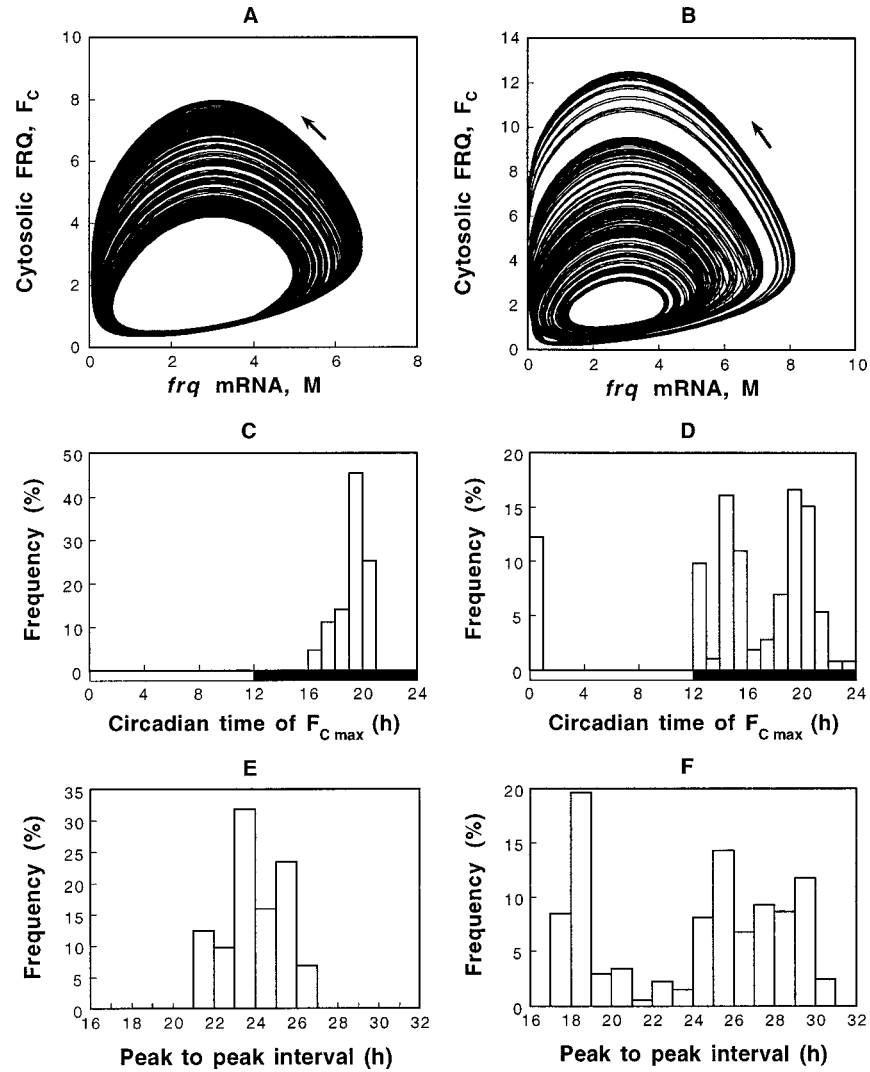 A
10
8
6
4
2
0
Cytosolic FRQ, F_C
0 2 4 6 8
frq mRNA, M
B
14
12
10
8
6
4
2
0
Cytosolic FRQ, F_C
0 2 4 6 8 10
frq mRNA, M
C
50
40
30
20
10
0
Frequency (%)
0 4 8 12 16 20 24
Circadian time of F_C max (h)
D
20
15
10
5
0
Frequency (%)
0 4 8 12 16 20 24
Circadian time of F_C max (h)
E
35
30
25
20
15
10
5
0
Frequency (%)
16 18 20 22 24 26 28 30 32
Peak to peak interval (h)
F
20
15
10
5
0
Frequency (%)
16 18 20 22 24 26 28 30 32
Peak to peak interval (h)